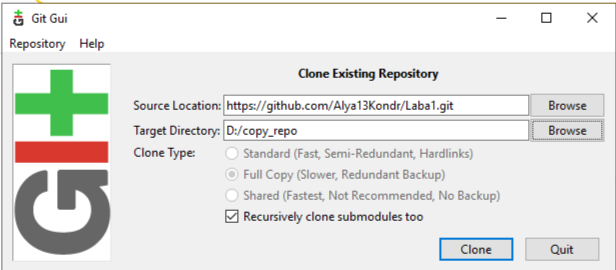 Git Gui
Repository Help
GIT
Clone Existing Repository
Source Location: https://github.com/Alya13Kondr/Laba1.git Browse
Target Directory: D:/copy_repo Browse
Clone Type: Standard (Fast, Semi-Redundant, Hardlinks)
Full Copy (Slower, Redundant Backup)
Shared (Fastest, Not Recommended, No Backup)
Recursively clone submodules too
Clone Quit